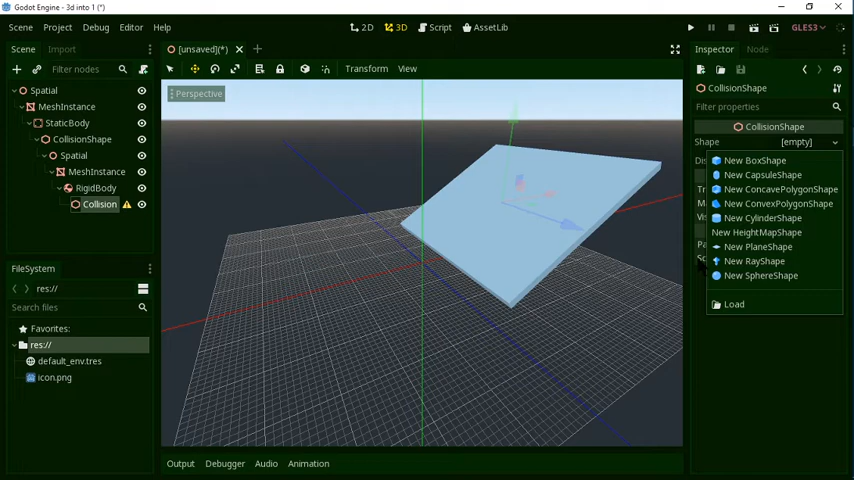 Godot Engine - 3d into 1 (*)
Scene Project Debug Editor Help
2D 3D Script AssetLib
GLES3
Scene Import
[unsaved](*)
Inspector Node
Filter nodes
Transform View
Spatial
Perspective
CollisionShape
MeshInstance
Filter properties
StaticBody
CollisionShape
CollisionShape
Shape [empty]
Spatial
New BoxShape
MeshInstance
New CapsuleShape
RigidBody
New ConcavePolygonShape
Collision
New ConvexPolygonShape
New CylinderShape
New HeightMapShape
New PlaneShape
New RayShape
New SphereShape
Load
FileSystem
res://
Search files
Favorites:
res://
default_env.tres
icon.png
Output Debugger Audio Animation